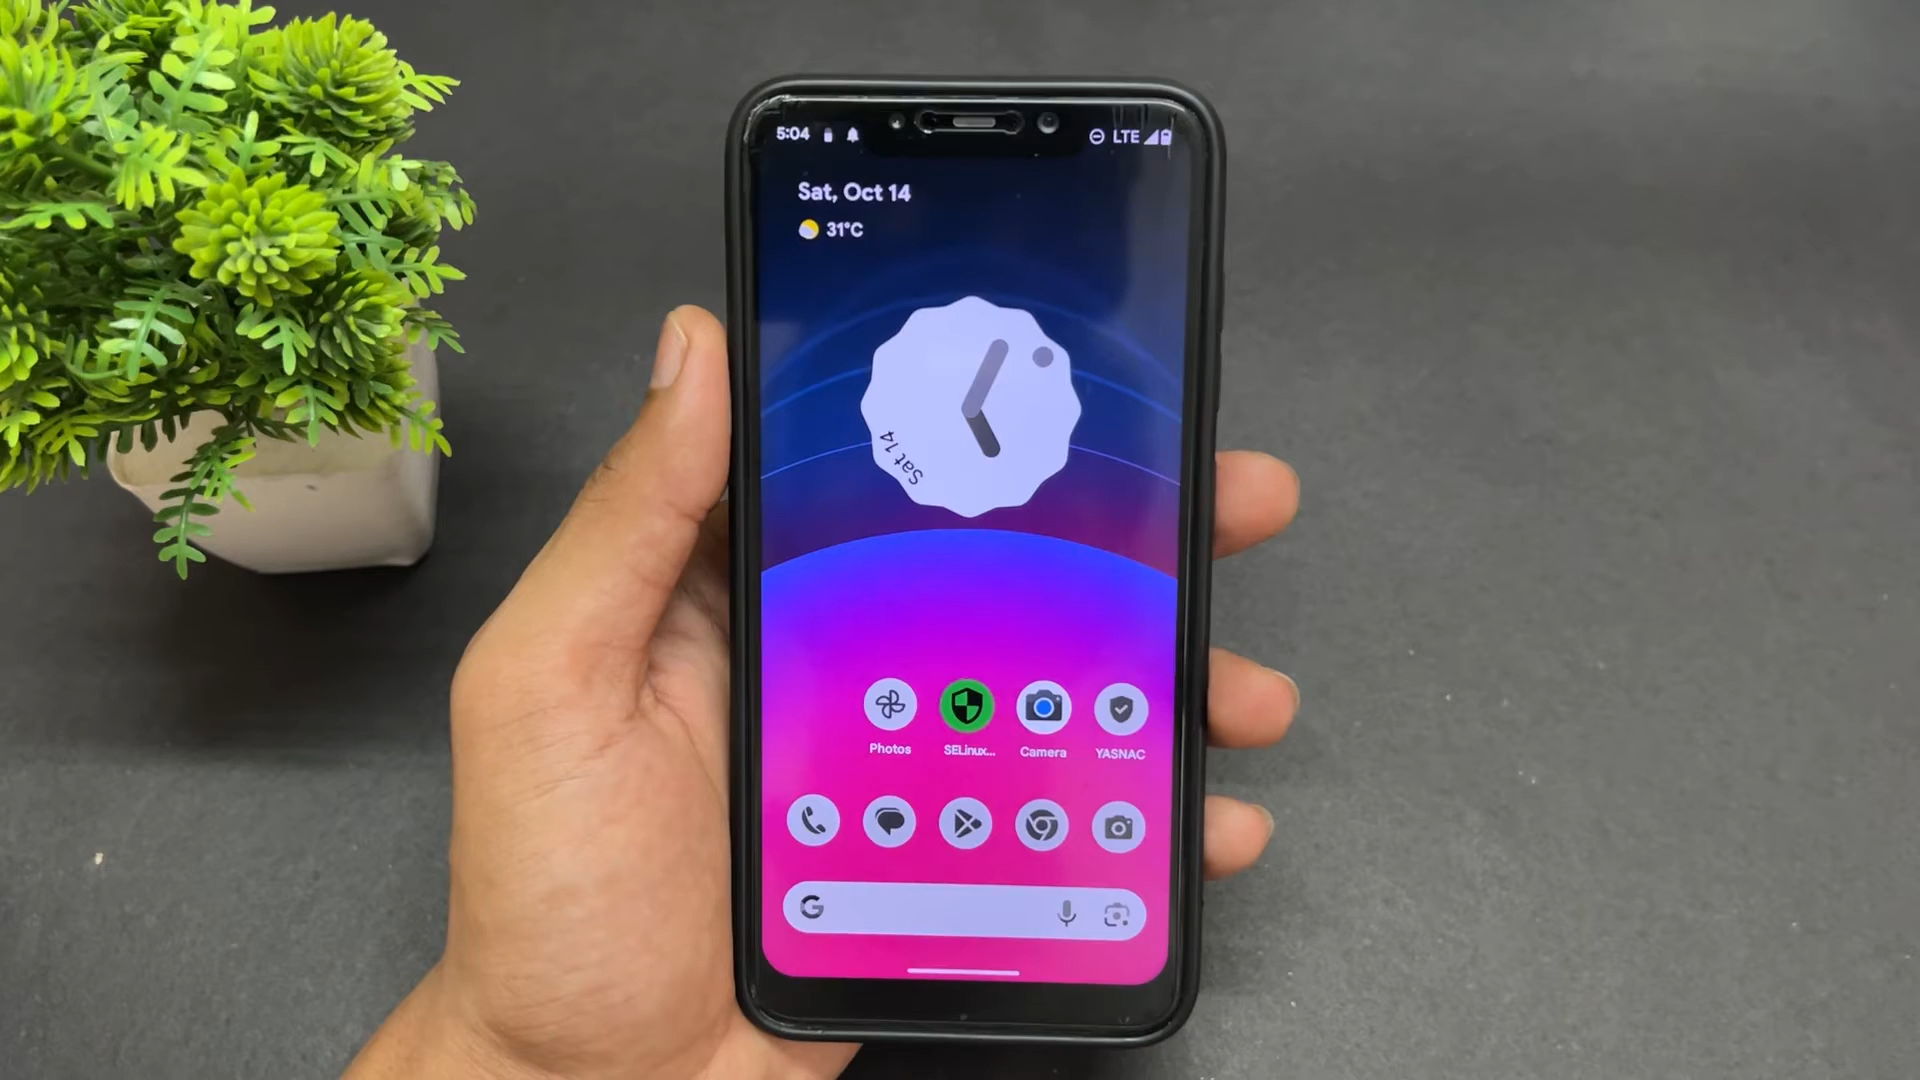 5:04
LTE
Sat, Oct 14
31°C
Sat 14
Photos
SELinux...
Camera
YASNAC
G